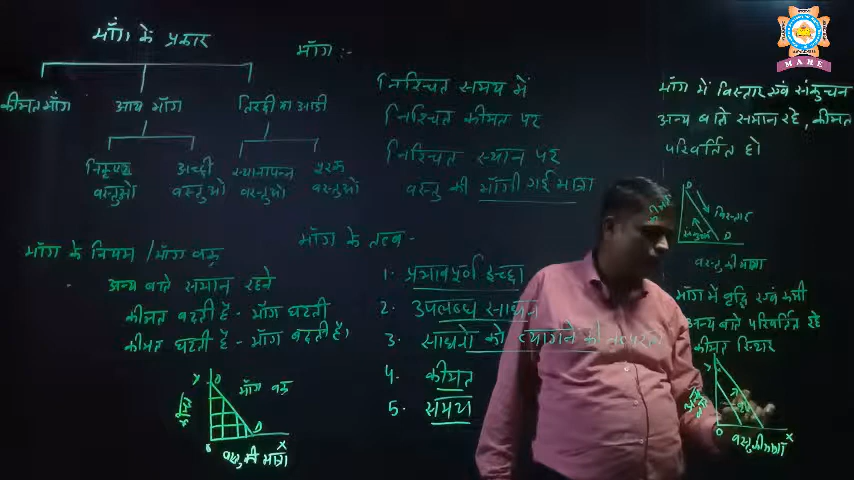 माँग के प्रकार
कीमत माँग
आय माँग
तिरछी या आड़ी
निकृष्ट वस्तुओं
अच्छी वस्तुओं
स्थानापन्न वस्तुओं
पूरक वस्तुओं
माँग के नियम / माँग वक्र
अन्य बाते समान रहने
कीमत बढ़ती है - माँग घटती
कीमत घटती है - माँग बढ़ती है,
Y
D
माँग वक्र
D
X
वस्तु की मात्रा
माँग :-
निश्चित समय में
निश्चित कीमत पर
निश्चित स्थान पर
वस्तु की माँगी गई मात्रा
माँग के तत्व -
1. प्रभावपूर्ण इच्छा
2. उपलब्ध साधन
3. साधनो को त्यागने की तत्परता
4. कीमत
5. समय
MAHE
माँग में विस्तार एवं संकुचन
अन्य बाते समान रहे, कीमत
परिवर्तित हो
D
विस्तार
D
वस्तु की मात्रा
माँग में वृद्धि एवं कमी
अन्य बाते परिवर्तित रहे
कीमत स्थिर
Y
O
X
वस्तु की मात्रा